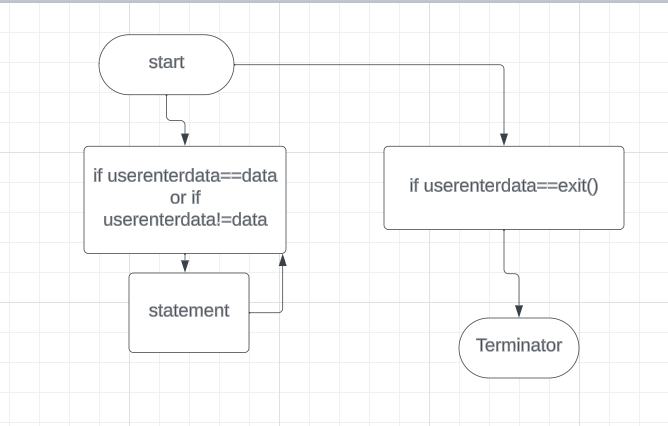 start
if userenterdata==data
or if
userenterdata!=data
if userenterdata==exit()
statement
Terminator